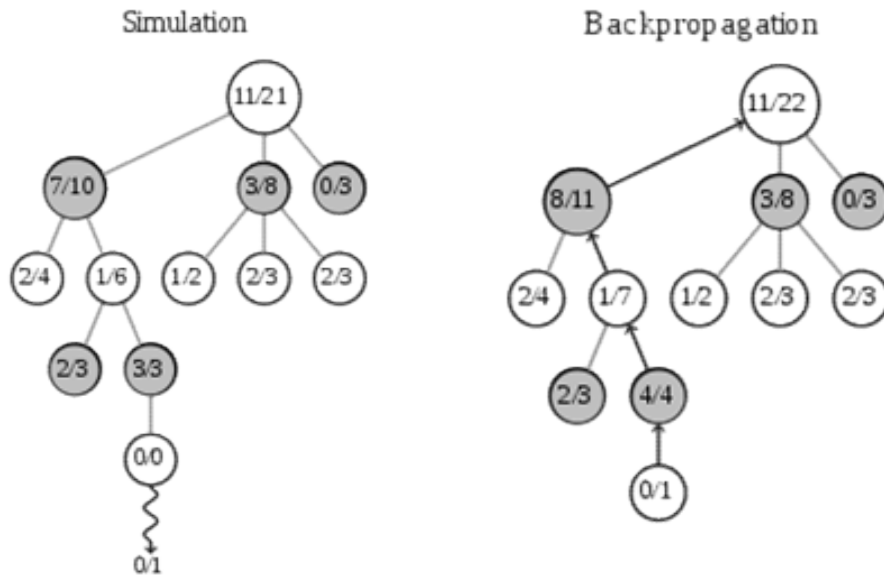 Simulation
11/21
7/10 3/8 0/3
2/4 1/6 1/2 2/3 2/3
2/3 3/3
0/0
0/1
Backpropagation
11/22
8/11 3/8 0/3
2/4 1/7 1/2 2/3 2/3
2/3 4/4
0/1